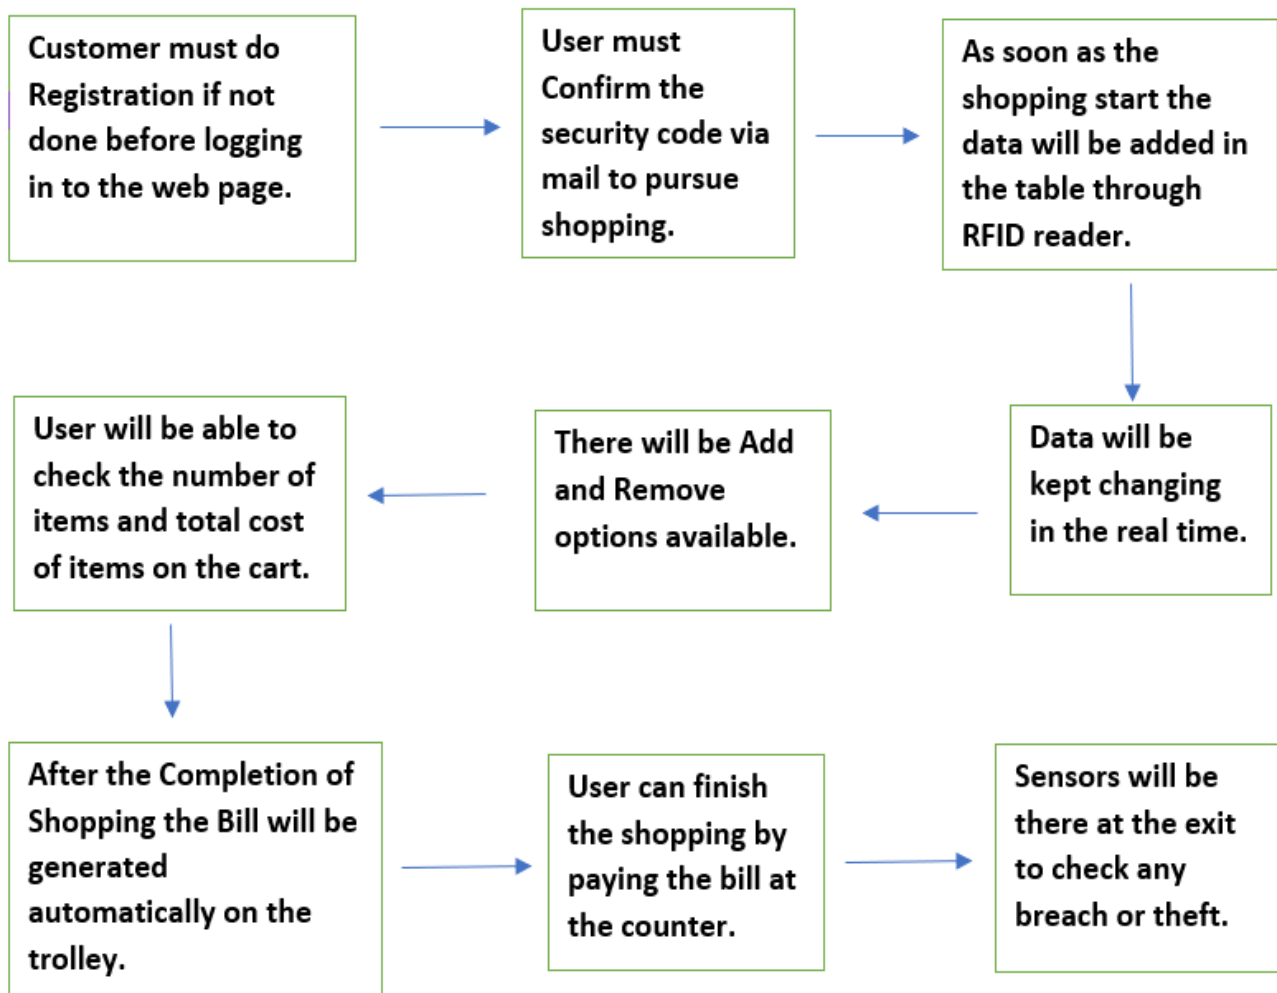 Customer must do
Registration if not
done before logging
in to the web page.
User must
Confirm the
security code via
mail to pursue
shopping.
As soon as the
shopping start the
data will be added in
the table through
RFID reader.
Data will be
kept changing
in the real time.
There will be Add
and Remove
options available.
User will be able to
check the number of
items and total cost
of items on the cart.
After the Completion of
Shopping the Bill will be
generated
automatically on the
trolley.
User can finish
the shopping by
paying the bill at
the counter.
Sensors will be
there at the exit
to check any
breach or theft.